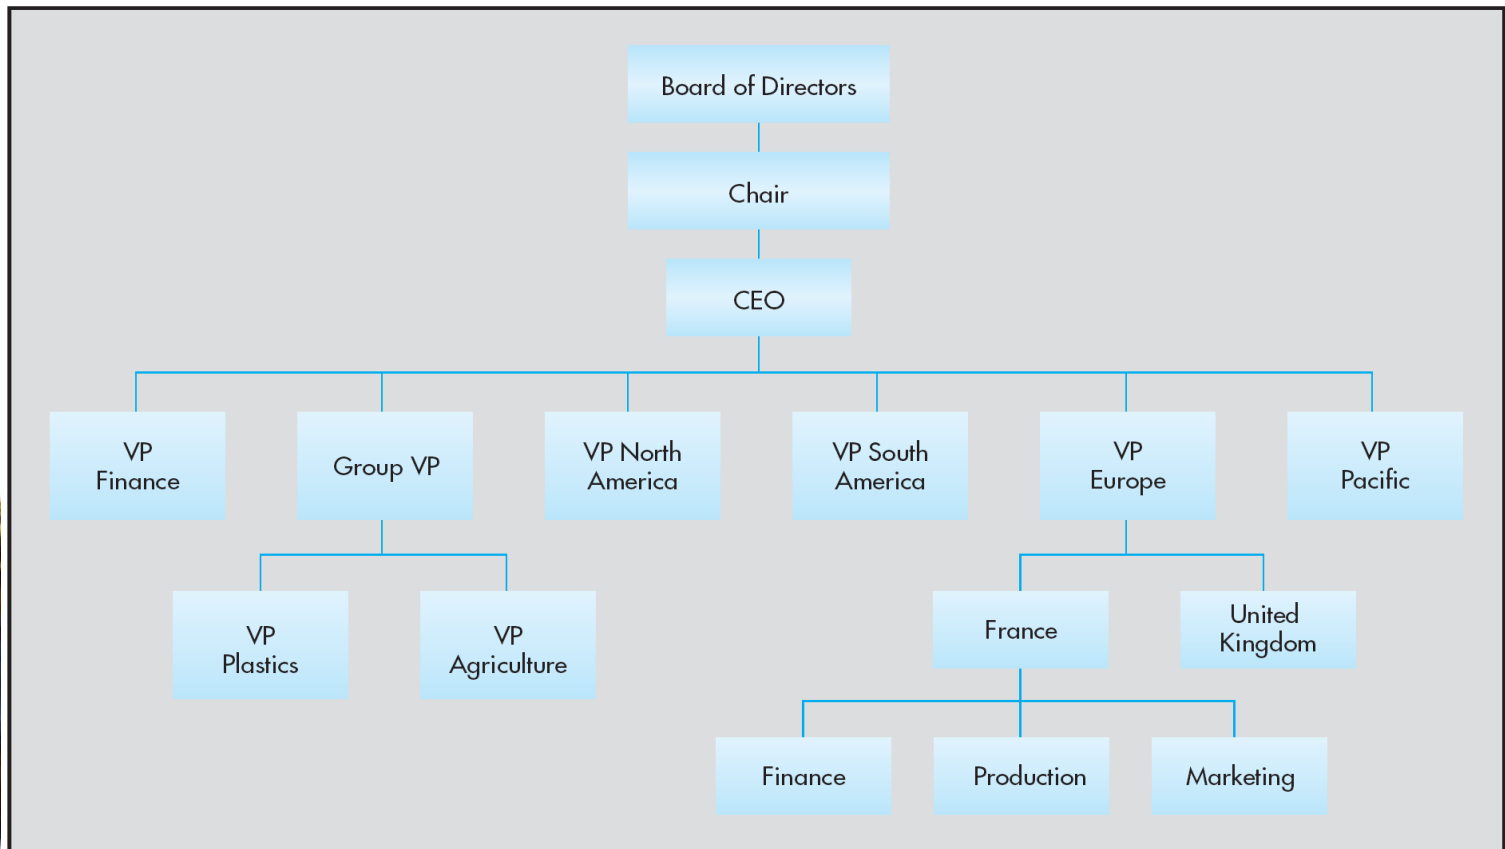 Board of Directors
Chair
CEO
VP
Finance
Group VP
VP North
America
VP South
America
VP
Europe
VP
Pacific
VP
Plastics
VP
Agriculture
France
United
Kingdom
Finance
Production
Marketing